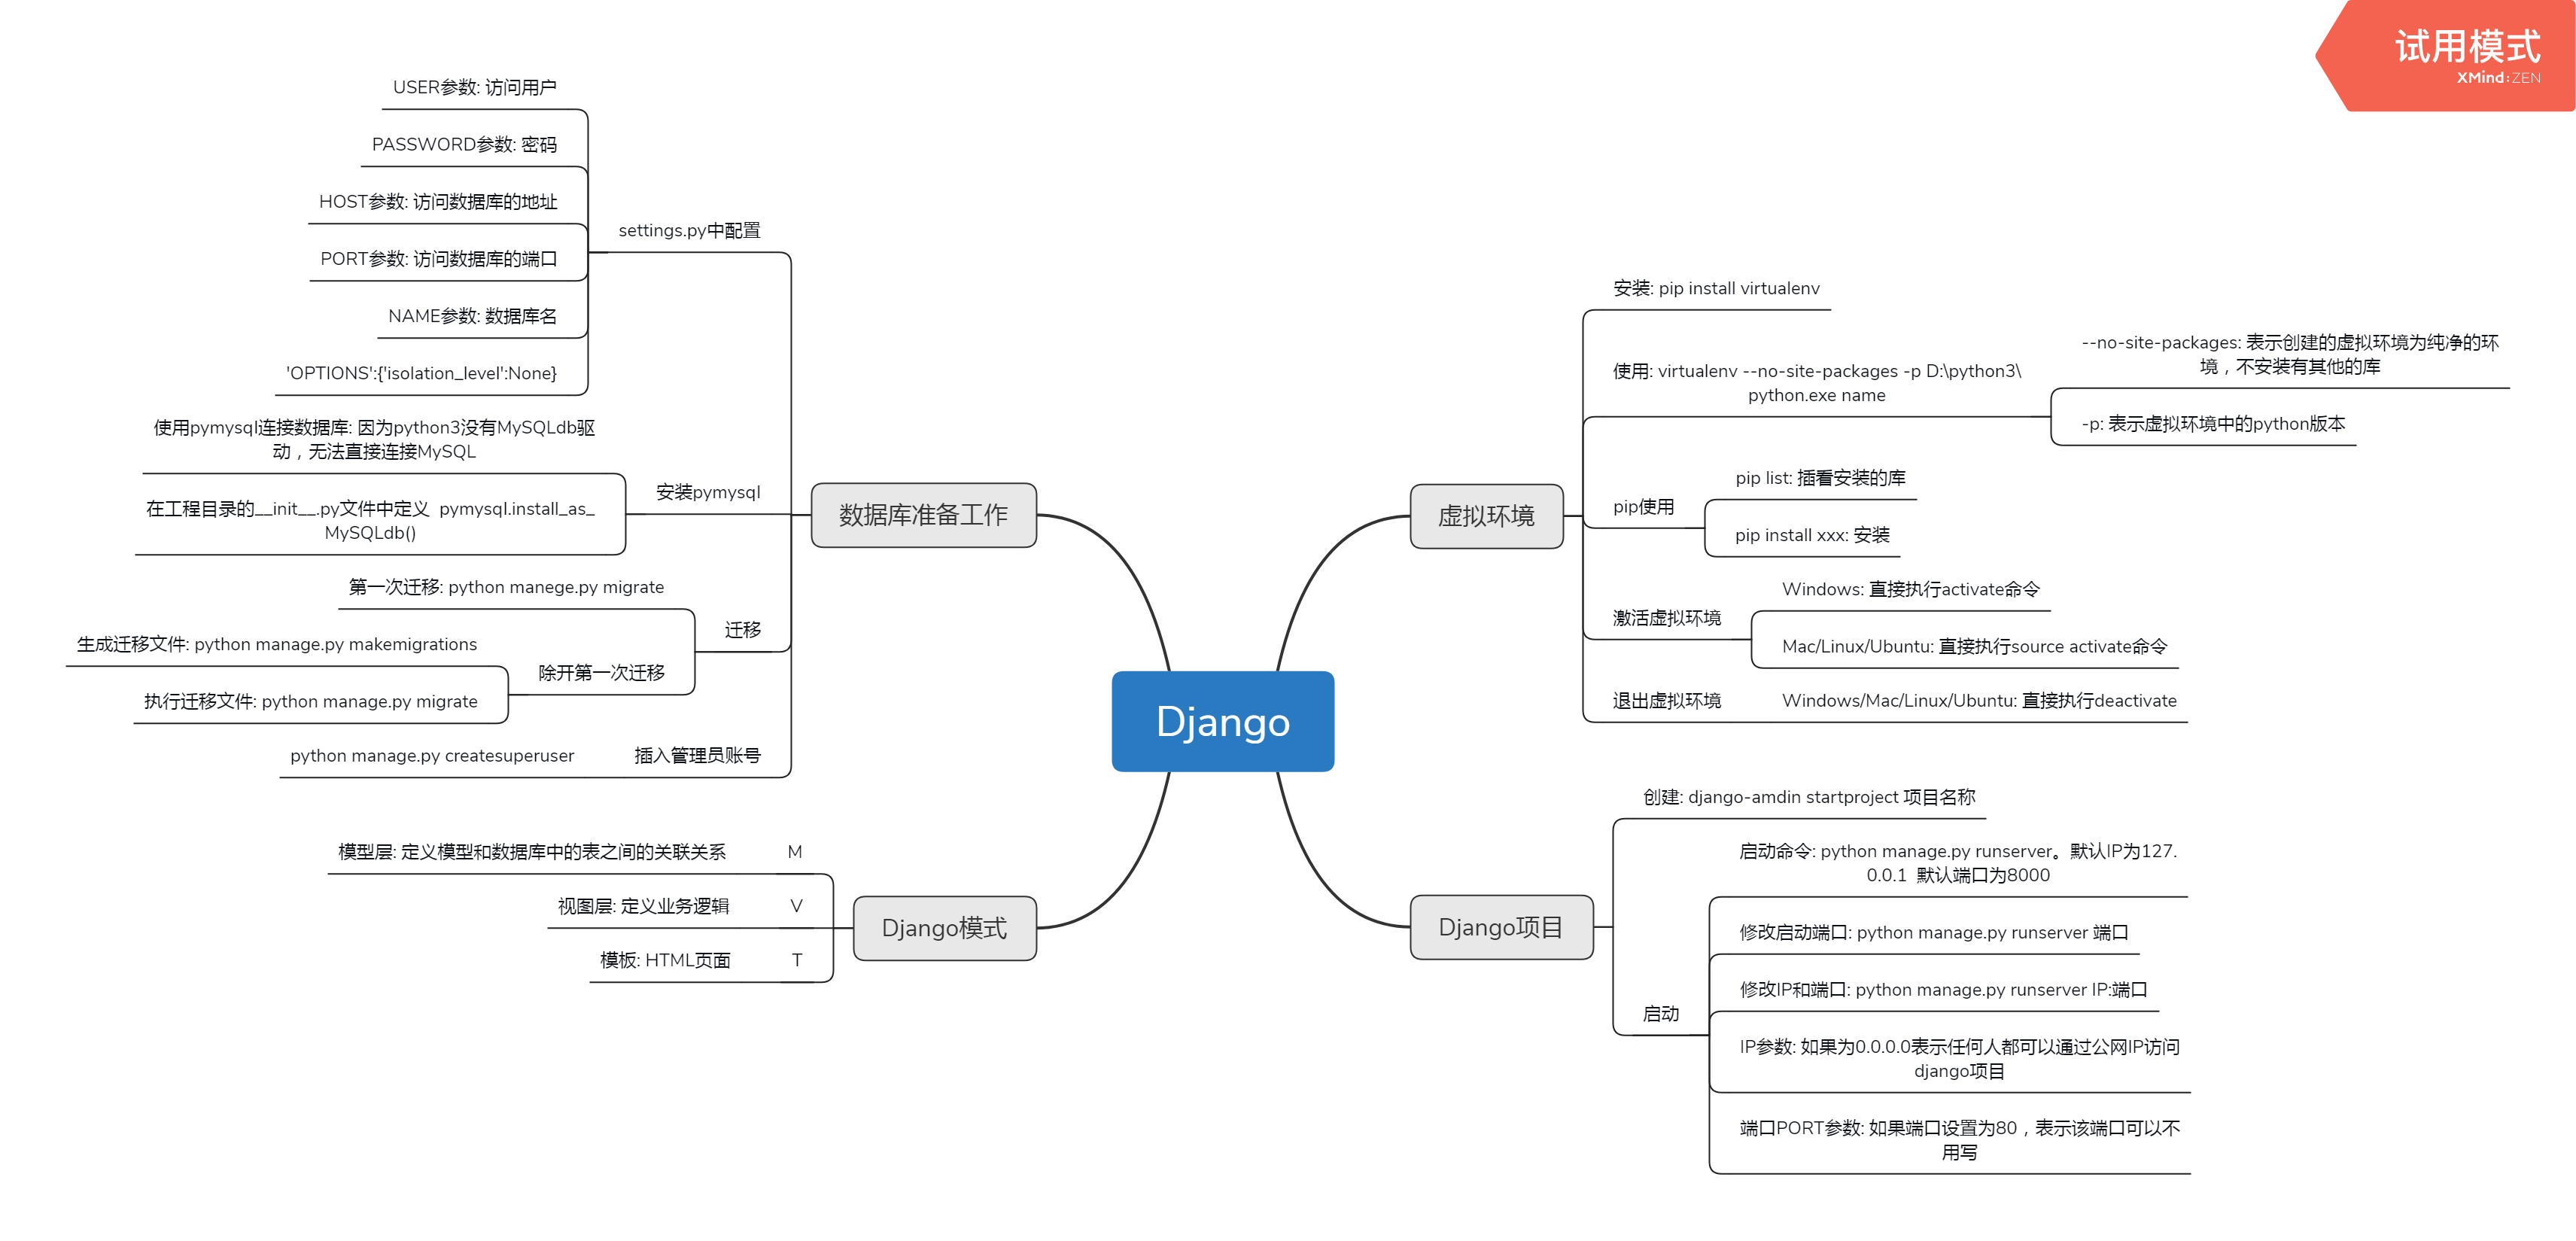 试用模式
XMind:ZEN
Django
虚拟环境
安装: pip install virtualenv
使用: virtualenv --no-site-packages -p D:\python3\
python.exe name
--no-site-packages: 表示创建的虚拟环境为纯净的环
境，不安装有其他的库
-p: 表示虚拟环境中的python版本
pip使用
pip list: 插看安装的库
pip install xxx: 安装
激活虚拟环境
Windows: 直接执行activate命令
Mac/Linux/Ubuntu: 直接执行source activate命令
退出虚拟环境
Windows/Mac/Linux/Ubuntu: 直接执行deactivate
Django项目
创建: django-amdin startproject 项目名称
启动
启动命令: python manage.py runserver。默认IP为127.
0.0.1 默认端口为8000
修改启动端口: python manage.py runserver 端口
修改IP和端口: python manage.py runserver IP:端口
IP参数: 如果为0.0.0.0表示任何人都可以通过公网IP访问
django项目
端口PORT参数: 如果端口设置为80，表示该端口可以不
用写
数据库准备工作
settings.py中配置
USER参数: 访问用户
PASSWORD参数: 密码
HOST参数: 访问数据库的地址
PORT参数: 访问数据库的端口
NAME参数: 数据库名
'OPTIONS':{'isolation_level':None}
安装pymysql
使用pymysql连接数据库: 因为python3没有MySQLdb驱
动，无法直接连接MySQL
在工程目录的__init__.py文件中定义 pymysql.install_as_
MySQLdb()
迁移
第一次迁移: python manege.py migrate
除开第一次迁移
生成迁移文件: python manage.py makemigrations
执行迁移文件: python manage.py migrate
插入管理员账号
python manage.py createsuperuser
Django模式
M
模型层: 定义模型和数据库中的表之间的关联关系
V
视图层: 定义业务逻辑
T
模板: HTML页面